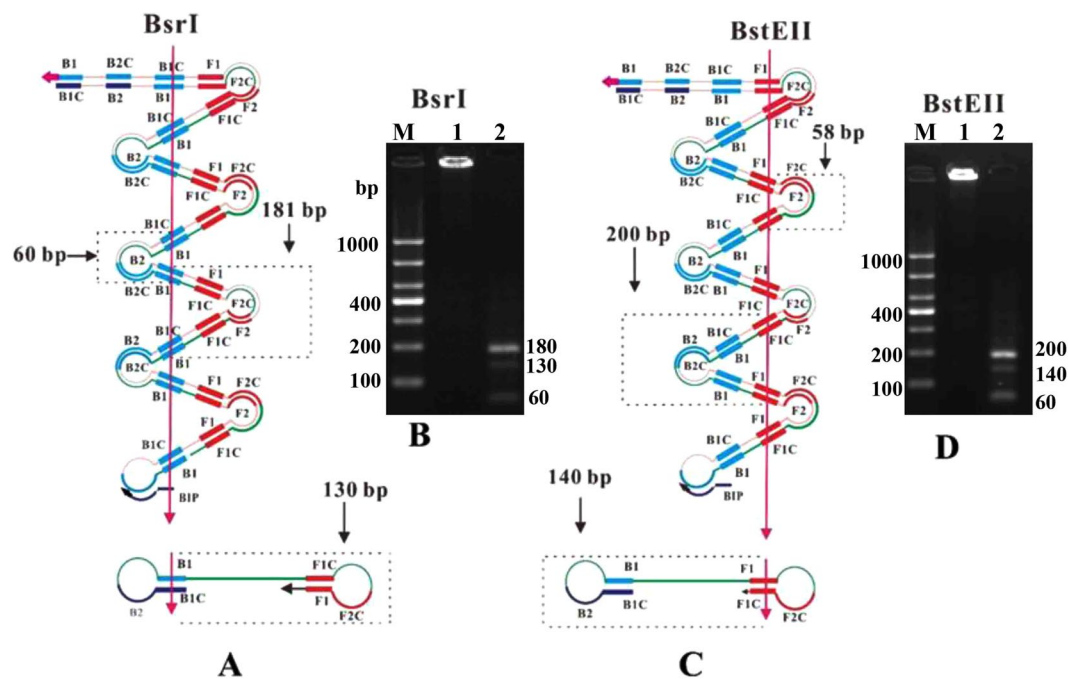 BsrI
B1 B2C B1C F1
F2C
B1C B2 B1
F2
B1C F1C
B1
B2
B2C
F1 F2C
F1C F2
181 bp
B1C
60 bp
B2 B1
B2C B1 F1
F2C
F1C
F2
B1C
B2
B1
B2C
B1 F1 F2C
F2
B1C
F1C
B1
BIP
130 bp
B1 F1C
B1C F1
B2 F2C
A
BsrI
M 1 2
bp
1000
400
200
100
180
130
60
B
BstEII
B1 B2C B1C F1
F2C
B1C B2 B1
F2
B1C F1C
B1
B2
B2C
F1 F2C
F1C F2
58 bp
B1C
200 bp
B2 B1
B2C B1 F1
F2C
F1C
F2
B1C
B2
B1
B2C
B1 F1 F2C
F2
B1C
F1C
B1
BIP
140 bp
B1 F1
B1C F1C
B2 F2C
C
BstEII
M 1 2
1000
400
200
100
200
140
60
D